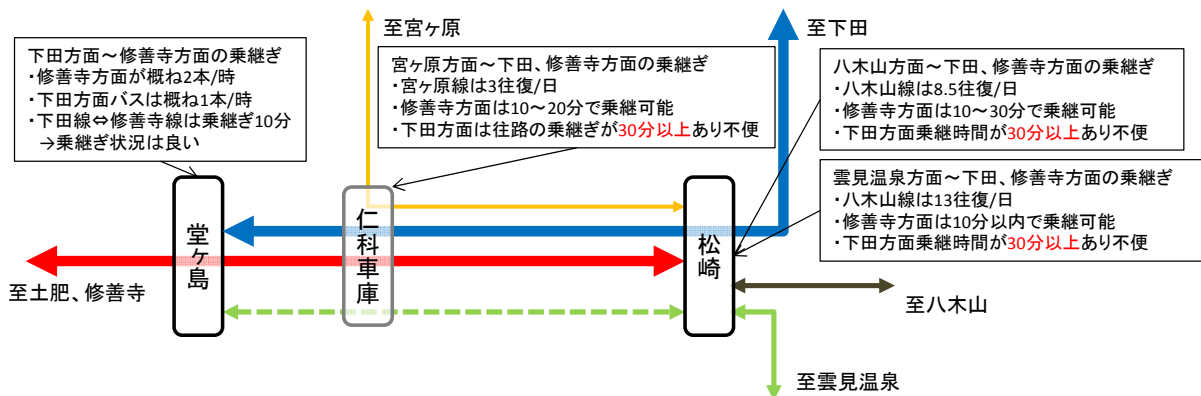 至宮ヶ原
至下田
下田方面～修善寺方面の乗継ぎ
・修善寺方面が概ね2本/時
・下田方面バスは概ね1本/時
・下田線⇔修善寺線は乗継ぎ10分
→乗継ぎ状況は良い
宮ヶ原方面～下田、修善寺方面の乗継ぎ
・宮ヶ原線は3往復/日
・修善寺方面は10～20分で乗継可能
・下田方面は往路の乗継ぎが30分以上あり不便
八木山方面～下田、修善寺方面の乗継ぎ
・八木山線は8.5往復/日
・修善寺方面は10～30分で乗継可能
・下田方面乗継時間が30分以上あり不便
雲見温泉方面～下田、修善寺方面の乗継ぎ
・八木山線は13往復/日
・修善寺方面は10分以内で乗継可能
・下田方面乗継時間が30分以上あり不便
堂ヶ島
仁科車庫
松崎
至土肥、修善寺
至八木山
至雲見温泉